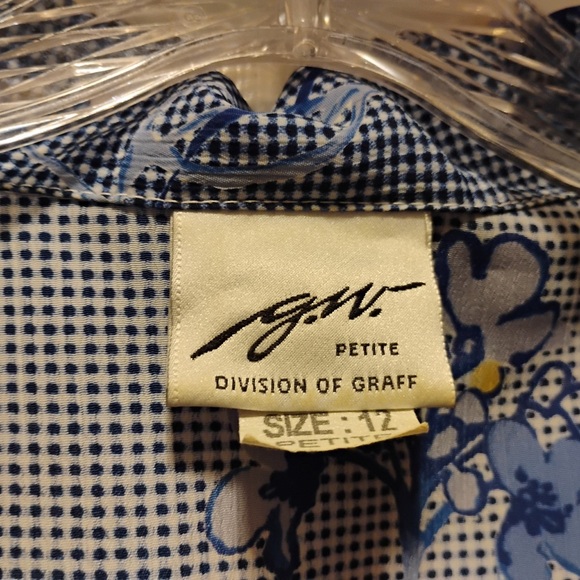 g.w.
PETITE
DIVISION OF GRAFF
SIZE : 12
PETITE